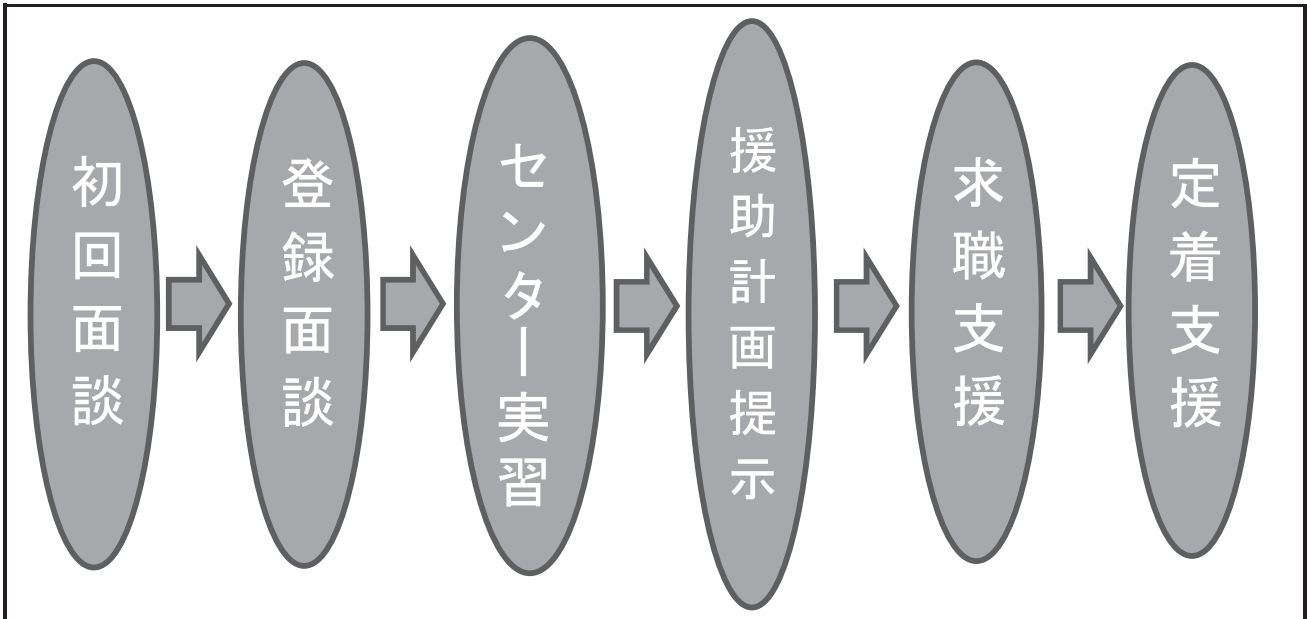 初回面談
登録面談
センター実習
援助計画提示
求職支援
定着支援